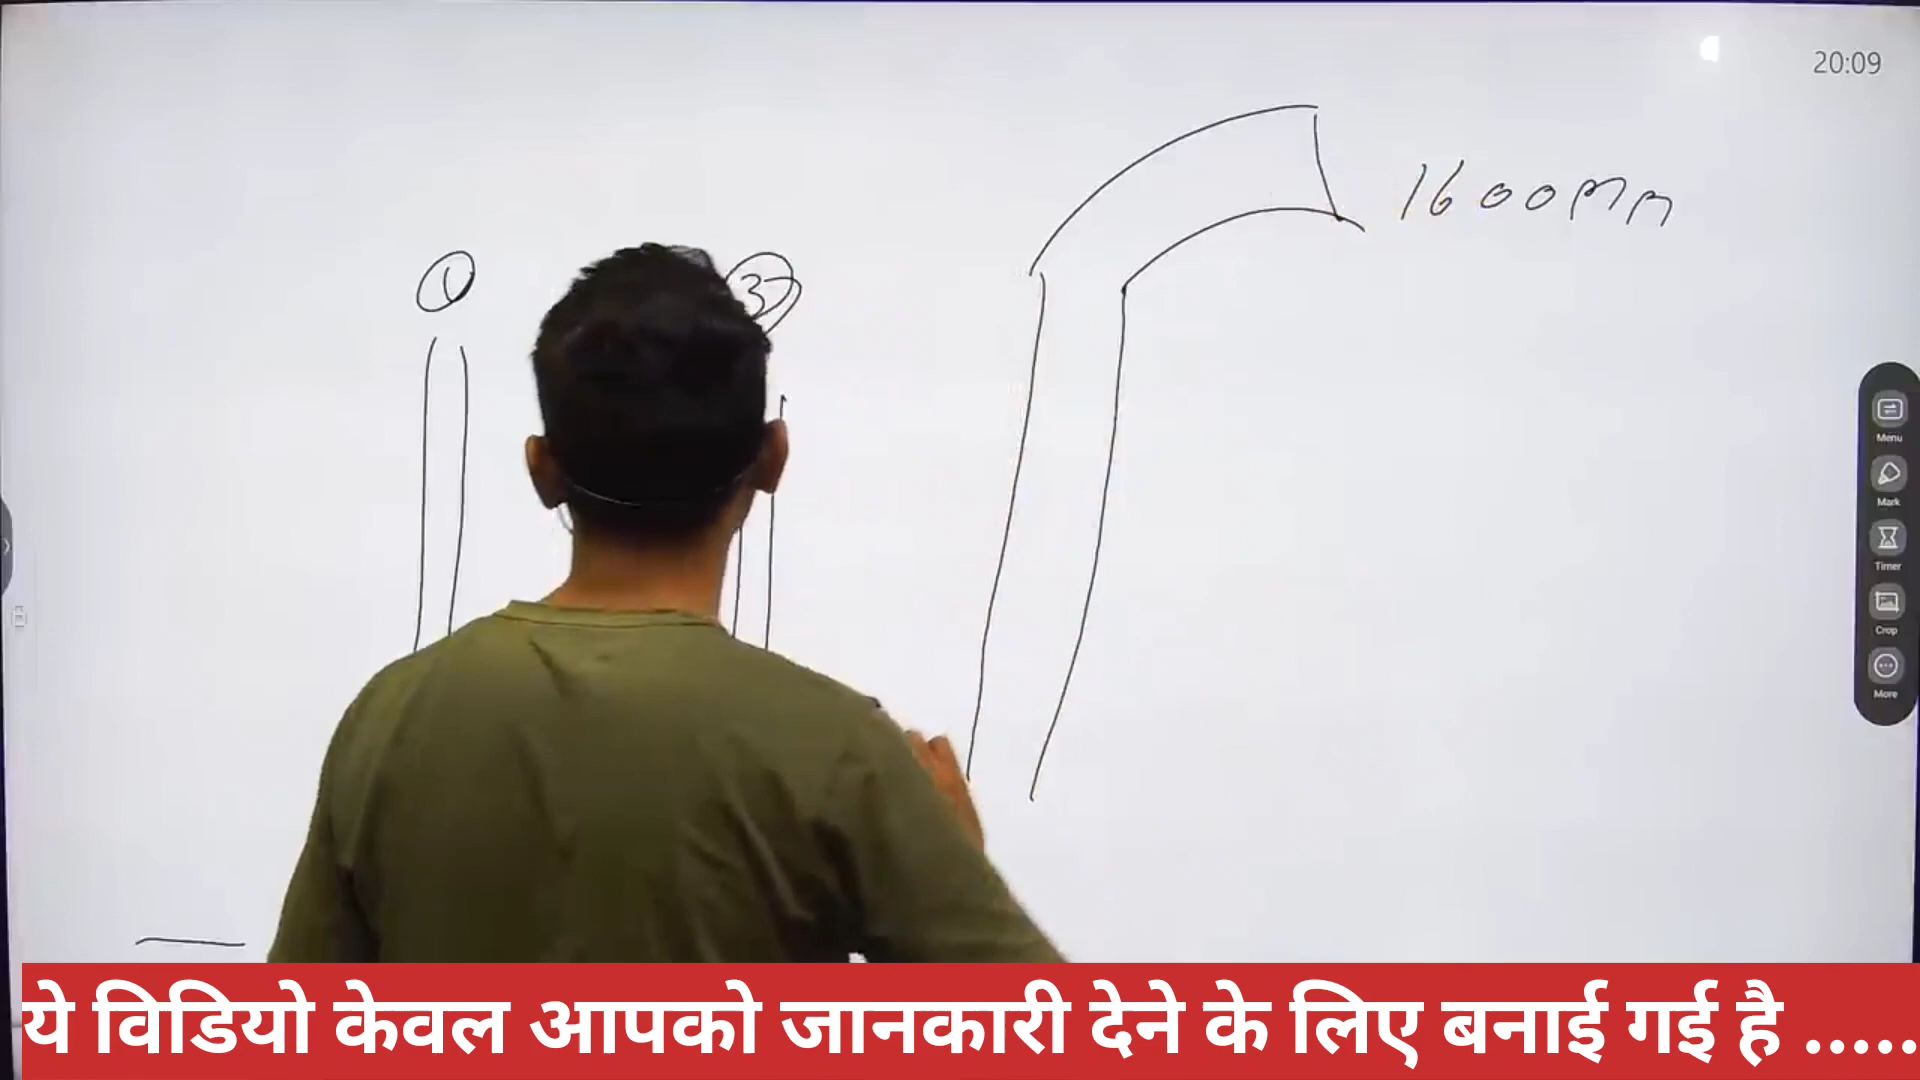 20:09
1600mm
1
3
Menu
Mark
Timer
Crop
More
ये विडियो केवल आपको जानकारी देने के लिए बनाई गई है .....